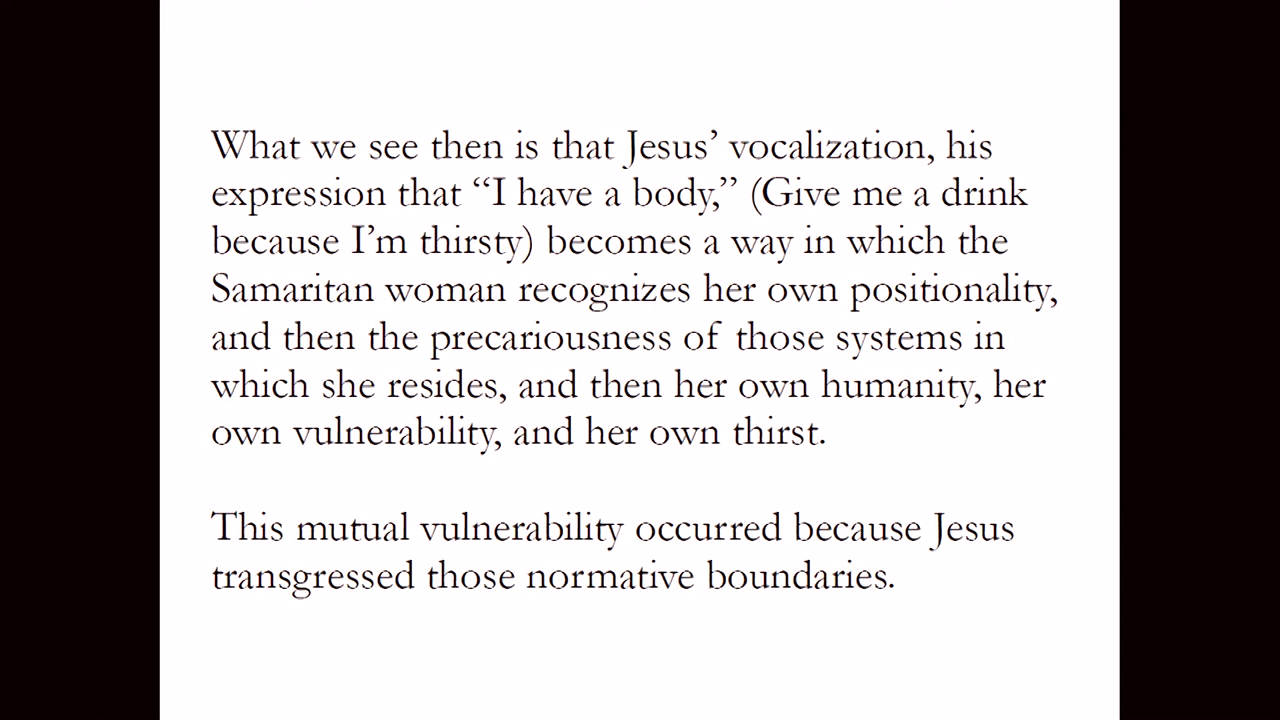 What we see then is that Jesus’ vocalization, his
expression that “I have a body,” (Give me a drink
because I’m thirsty) becomes a way in which the
Samaritan woman recognizes her own positionality,
and then the precariousness of those systems in
which she resides, and then her own humanity, her
own vulnerability, and her own thirst.
This mutual vulnerability occurred because Jesus
transgressed those normative boundaries.